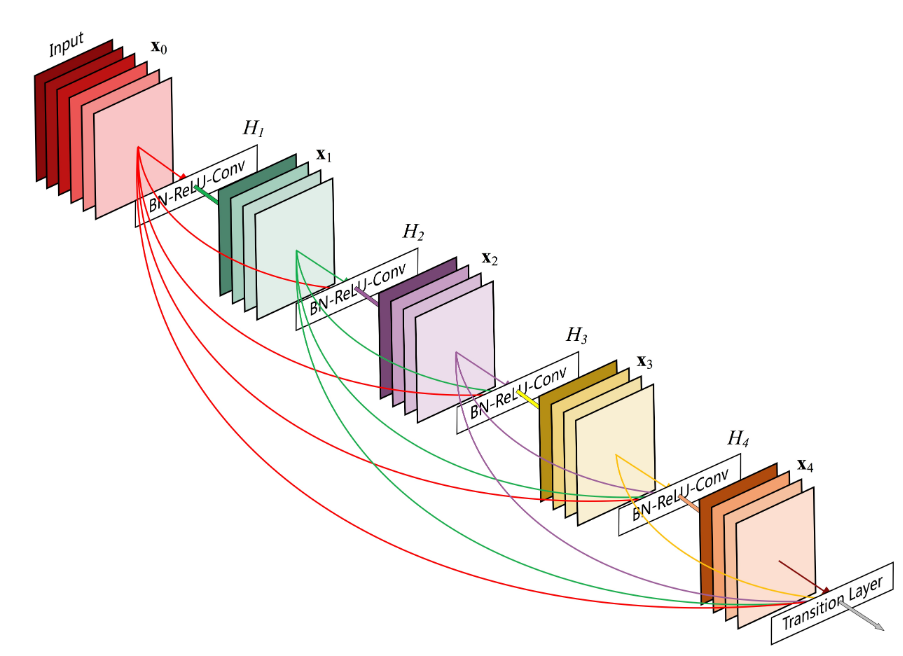 Input
x0
H1
BN-ReLU-Conv
x1
H2
BN-ReLU-Conv
x2
H3
BN-ReLU-Conv
x3
H4
BN-ReLU-Conv
x4
Transition Layer